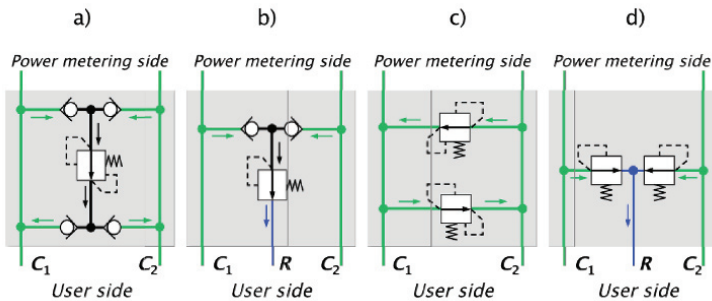 a) b) c) d)
Power metering side Power metering side Power metering side Power metering side
C1 C2 C1 R C2 C1 C2 C1 R C2
User side User side User side User side